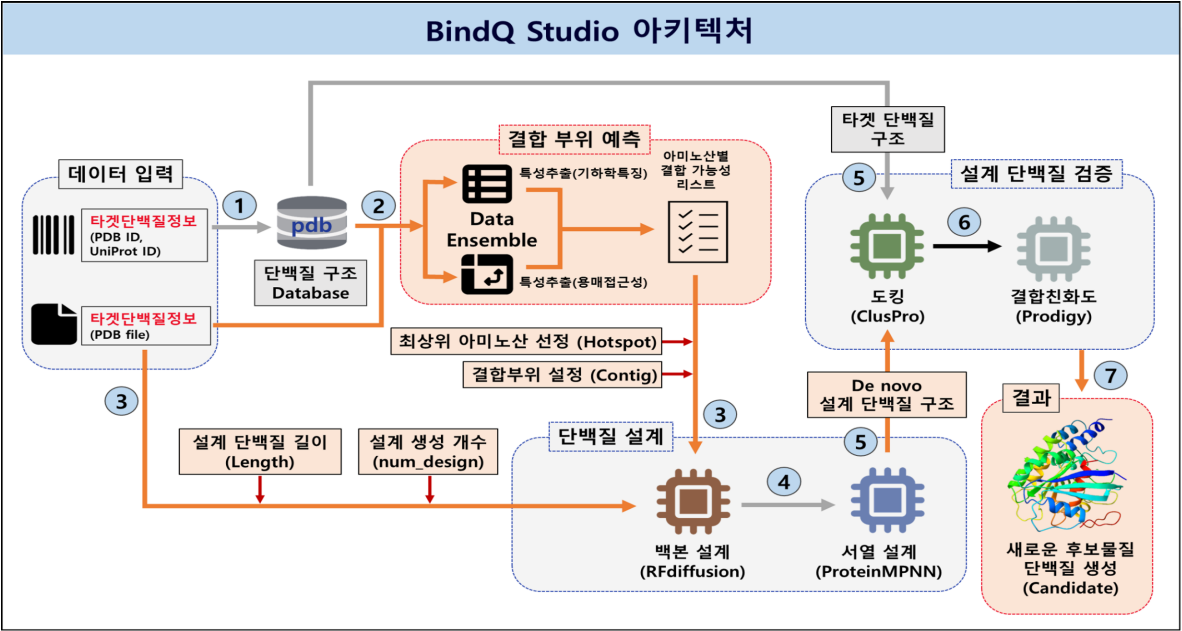 BindQ Studio 아키텍처
데이터 입력
타겟단백질정보
(PDB ID,
UniProt ID)
타겟단백질정보
(PDB file)
1
pdb
단백질 구조
Database
2
결합 부위 예측
특성추출(기하학특징)
Data
Ensemble
특성추출(용매접근성)
아미노산별
결합 가능성
리스트
타겟 단백질
구조
5
설계 단백질 검증
6
도킹
(ClusPro)
결합친화도
(Prodigy)
최상위 아미노산 선정 (Hotspot)
결합부위 설정 (Contig)
3
3
설계 단백질 길이
(Length)
설계 생성 개수
(num_design)
단백질 설계
De novo
설계 단백질 구조
5
4
백본 설계
(RFdiffusion)
서열 설계
(ProteinMPNN)
7
결과
새로운 후보물질
단백질 생성
(Candidate)